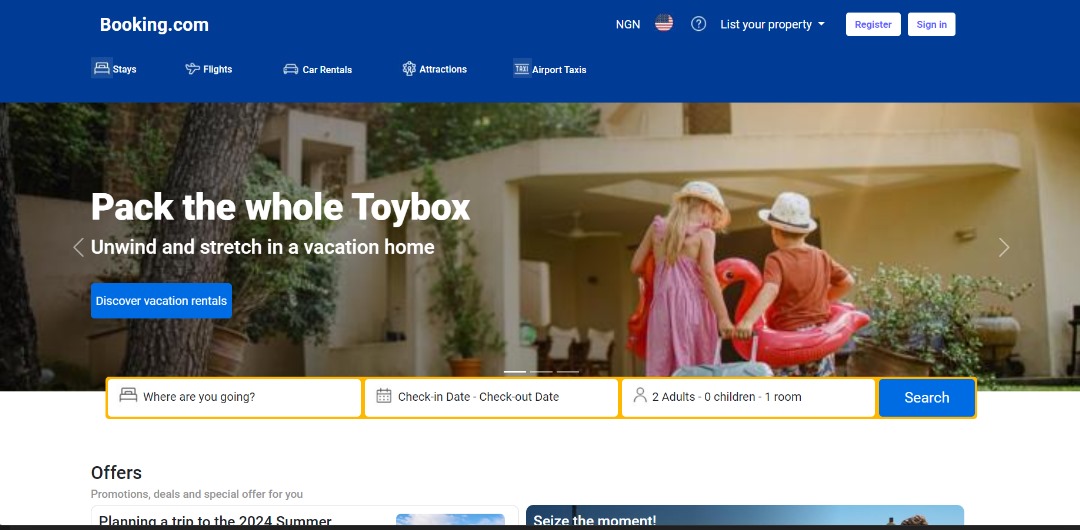 Booking.com
NGN
List your property
Register
Sign in
Stays
Flights
Car Rentals
TAXI
Attractions
Airport Taxis
Pack the whole Toybox
Unwind and stretch in a vacation home
Discover vacation rentals
Where are you going?
Check-in Date - Check-out Date
2 Adults - 0 children - 1 room
Search
Offers
Promotions, deals and special offer for you
Planning a trip to the 2024 Summer
Seize the moment!